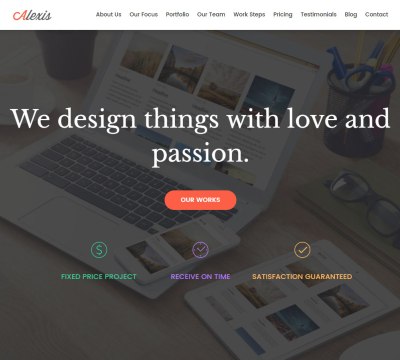 Alexis
About Us Our Focus Portfolio Our Team Work Steps Pricing Testimonials Blog Contact
We design things with love and
passion.
OUR WORKS
$
FIXED PRICE PROJECT RECEIVE ON TIME SATISFACTION GUARANTEED